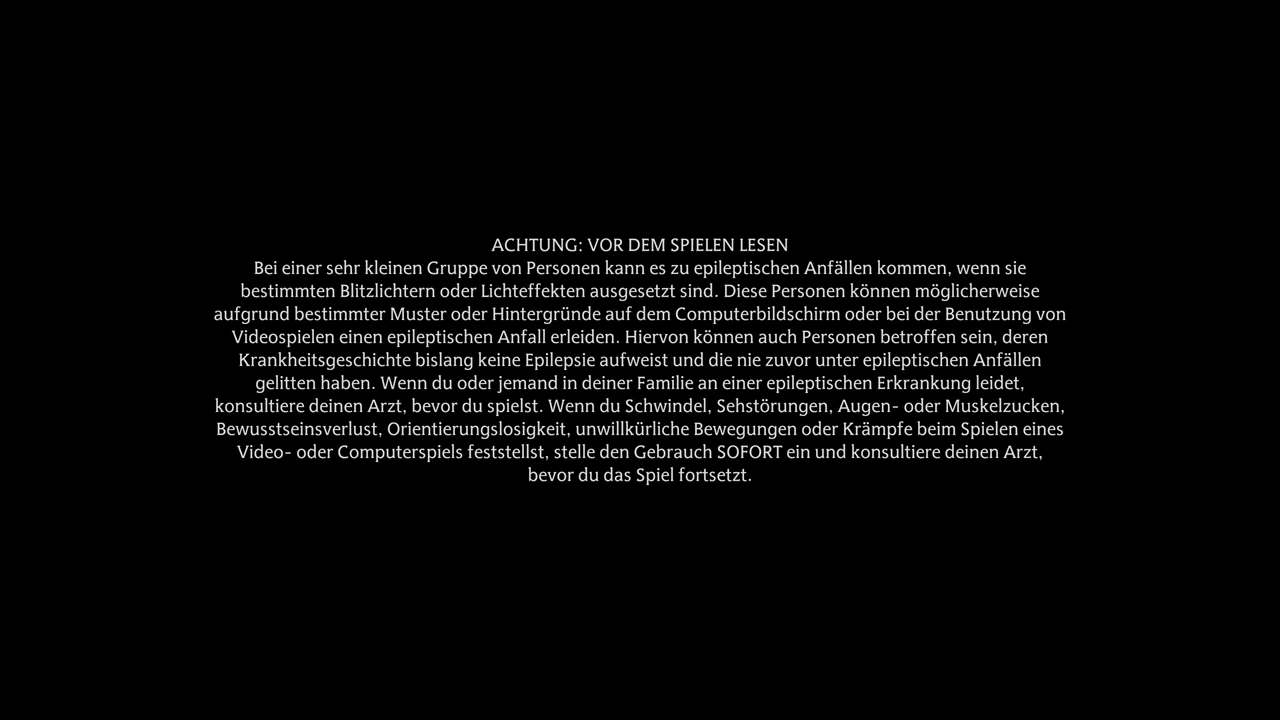 ACHTUNG: VOR DEM SPIELEN LESEN
Bei einer sehr kleinen Gruppe von Personen kann es zu epileptischen Anfällen kommen, wenn sie
bestimmten Blitzlichtern oder Lichteffekten ausgesetzt sind. Diese Personen können möglicherweise
aufgrund bestimmter Muster oder Hintergründe auf dem Computerbildschirm oder bei der Benutzung von
Videospielen einen epileptischen Anfall erleiden. Hiervon können auch Personen betroffen sein, deren
Krankheitsgeschichte bislang keine Epilepsie aufweist und die nie zuvor unter epileptischen Anfällen
gelitten haben. Wenn du oder jemand in deiner Familie an einer epileptischen Erkrankung leidet,
konsultiere deinen Arzt, bevor du spielst. Wenn du Schwindel, Sehstörungen, Augen- oder Muskelzucken,
Bewusstseinsverlust, Orientierungslosigkeit, unwillkürliche Bewegungen oder Krämpfe beim Spielen eines
Video- oder Computerspiels feststellst, stelle den Gebrauch SOFORT ein und konsultiere deinen Arzt,
bevor du das Spiel fortsetzt.